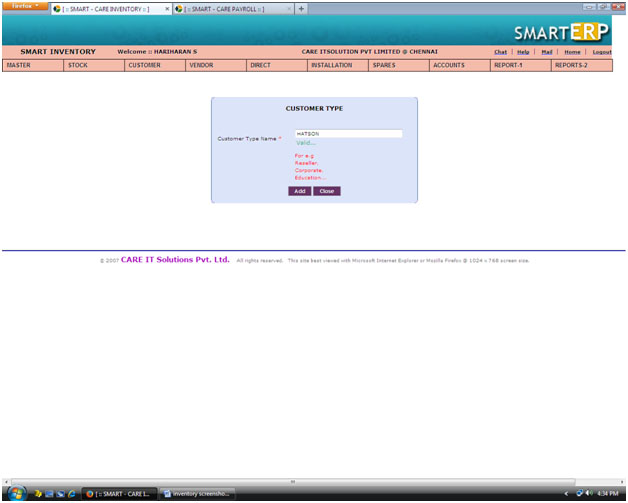 Firefox
[ :: SMART - CARE INVENTORY :: ] × [ :: SMART - CARE PAYROLL :: ] × +
SMARTERP
SMART INVENTORY Welcome :: HARIHARAN S CARE ITSOLUTION PVT LIMITED @ CHENNAI Chat | Help | Mail | Home | Logout
MASTER STOCK CUSTOMER VENDOR DIRECT INSTALLATION SPARES ACCOUNTS REPORT-1 REPORTS-2
CUSTOMER TYPE
Customer Type Name * HATSON
Valid...
For e:g
Reseller,
Corporate,
Education...
Add Close
© 2007 CARE IT Solutions Pvt. Ltd. All rights reserved. This site best viewed with Microsoft Internet Explorer or Mozilla Firefox @ 1024 x 768 screen size.
[ :: SMART - CARE I... inventory screensho... 4:34 PM